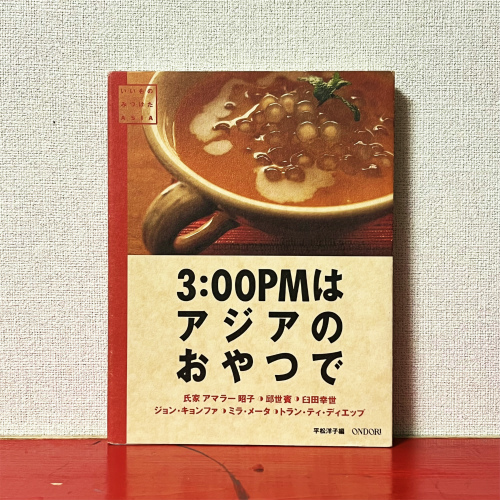 いいもの
みつけた
ASIA
3:00PMは
アジアの
おやつで
氏家 アマラー 昭子 ◗ 邱世賓 ◗ 臼田幸世
ジョン・キョンファ ◗ ミラ・メータ ◗ トラン・ティ・ディエップ
平松洋子編 ONDORI